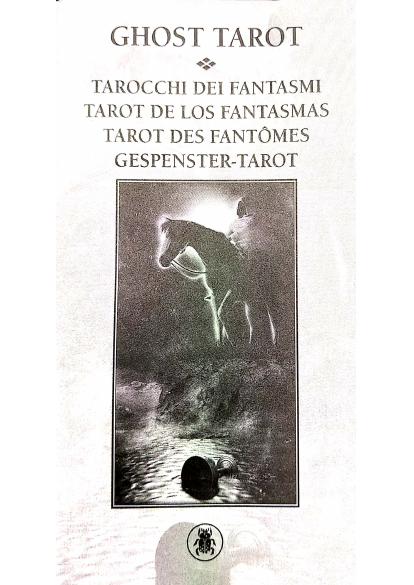 GHOST TAROT
TAROCCHI DEI FANTASMI
TAROT DE LOS FANTASMAS
TAROT DES FANTÔMES
GESPENSTER-TAROT